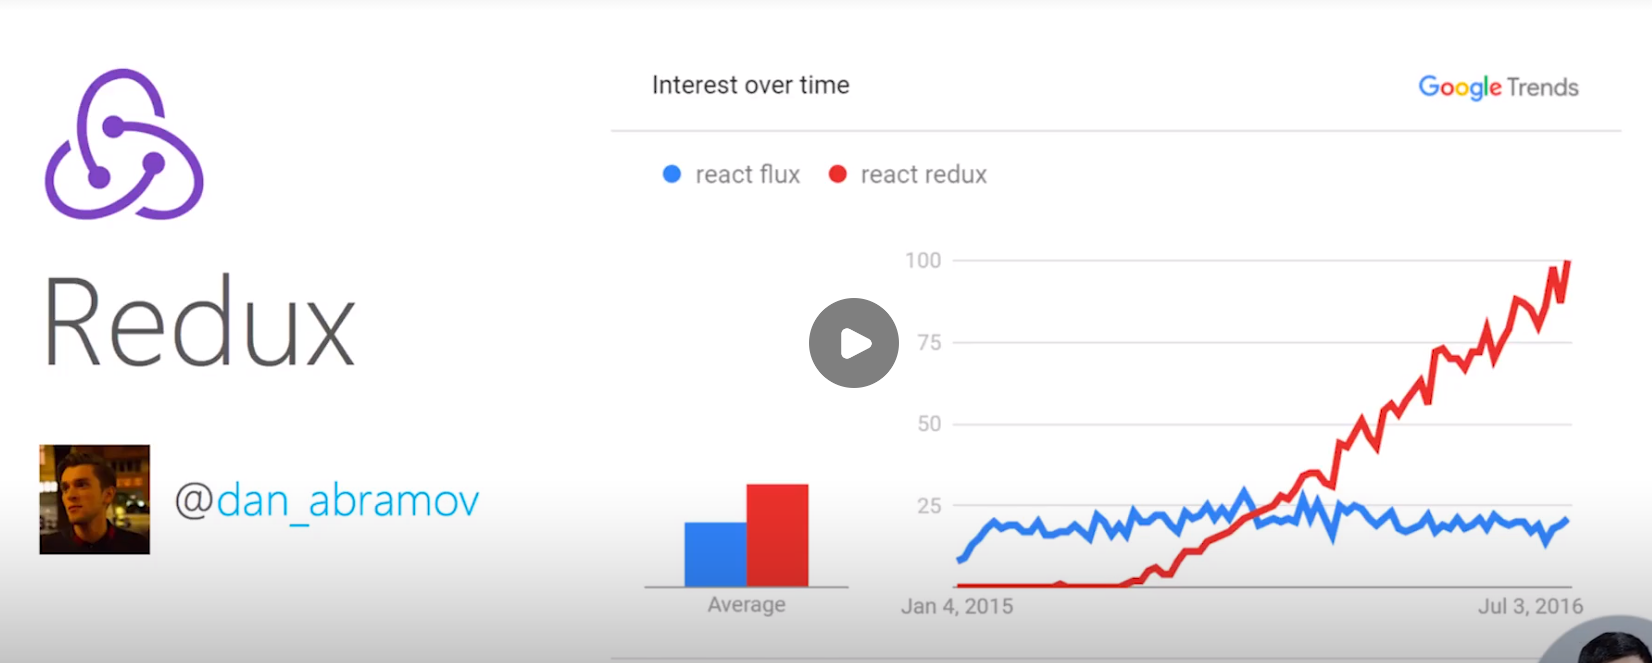 Redux
@dan_abramov
Interest over time
Google Trends
react flux
react redux
100
75
50
25
Average
Jan 4, 2015
Jul 3, 2016